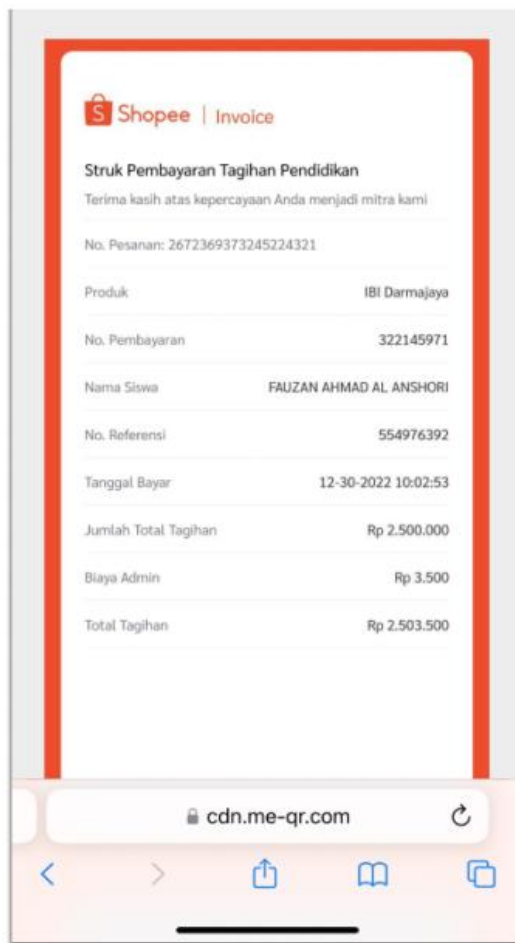 Shopee | Invoice
Struk Pembayaran Tagihan Pendidikan
Terima kasih atas kepercayaan Anda menjadi mitra kami
No. Pesanan: 2672369373245224321
Produk IBI Darmajaya
No. Pembayaran 322145971
Nama Siswa FAUZAN AHMAD AL ANSHORI
No. Referensi 554976392
Tanggal Bayar 12-30-2022 10:02:53
Jumlah Total Tagihan Rp 2.500.000
Biaya Admin Rp 3.500
Total Tagihan Rp 2.503.500
cdn.me-qr.com